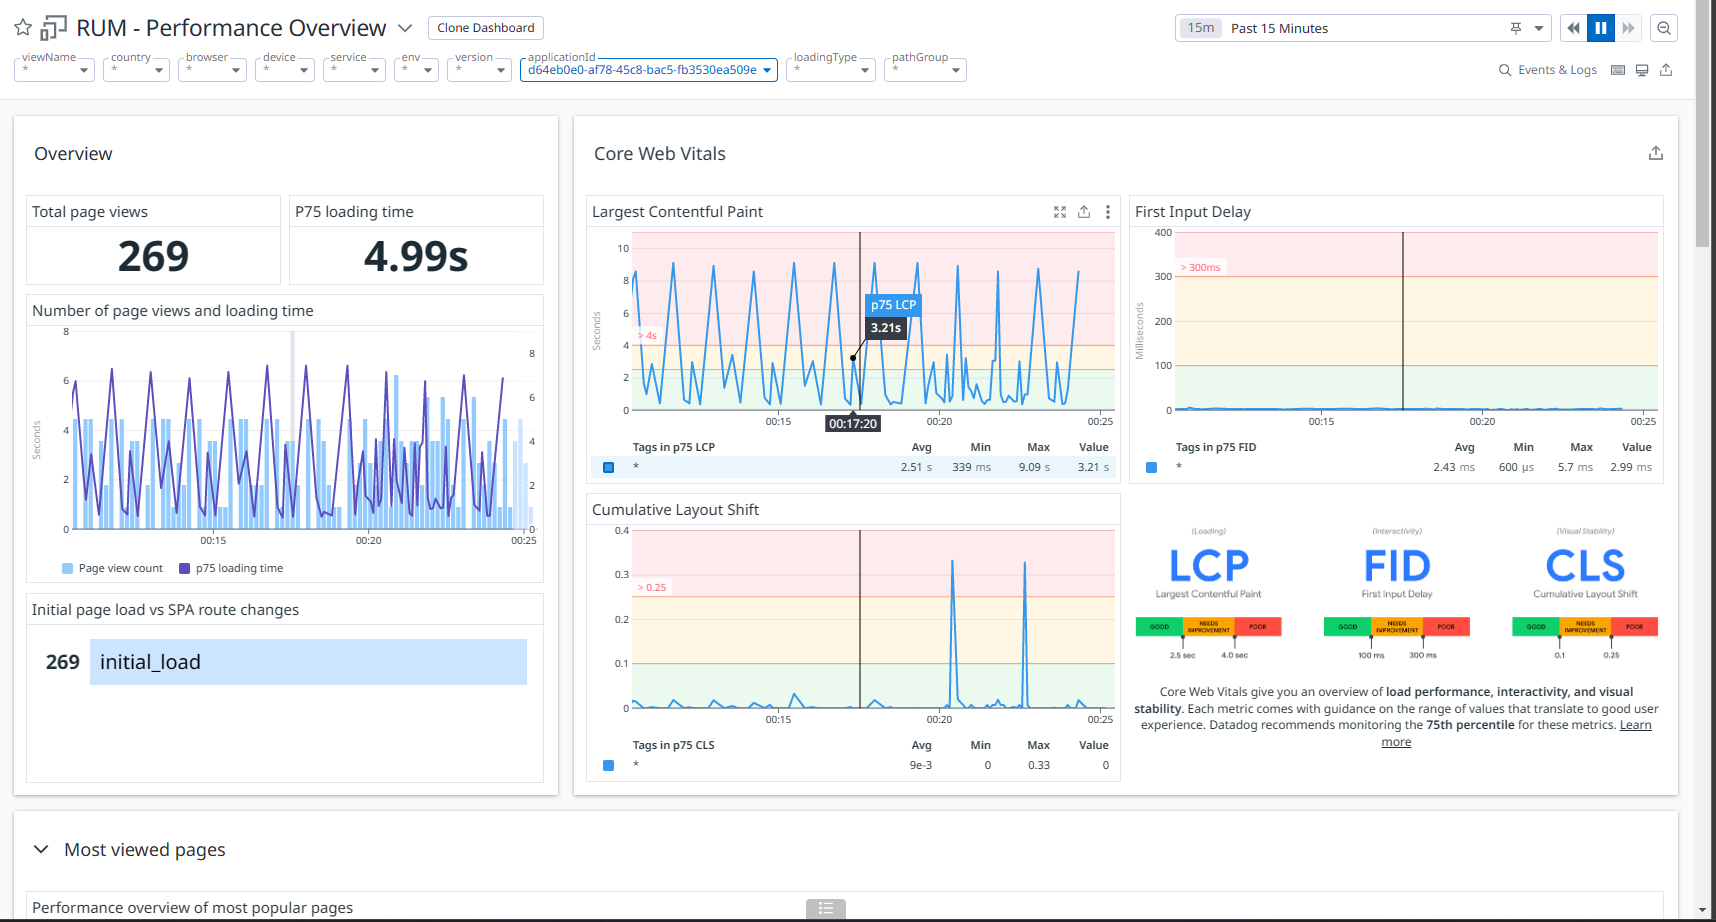 RUM - Performance Overview
Clone Dashboard
15m Past 15 Minutes
viewName
*
country
*
browser
*
device
*
service
*
env
*
version
*
applicationId
d64eb0e0-af78-45c8-bac5-fb3530ea509e
loadingType
*
pathGroup
*
Events & Logs
Overview
Total page views
269
P75 loading time
4.99s
Number of page views and loading time
Seconds
8
6
4
2
0
8
6
4
2
0
00:15 00:20 00:25
Page view count p75 loading time
Initial page load vs SPA route changes
269 initial_load
Core Web Vitals
Largest Contentful Paint
Seconds
10
8
6
4
2
0
> 4s
p75 LCP
3.21s
00:15 00:17:20 00:20 00:25
Tags in p75 LCP Avg Min Max Value
* 2.51 s 339 ms 9.09 s 3.21 s
First Input Delay
Milliseconds
400
300
200
100
0
> 300ms
00:15 00:20 00:25
Tags in p75 FID Avg Min Max Value
* 2.43 ms 600 µs 5.7 ms 2.99 ms
Cumulative Layout Shift
0.4
0.3
0.2
0.1
0
> 0.25
00:15 00:20 00:25
Tags in p75 CLS Avg Min Max Value
* 9e-3 0 0.33 0
(Loading)
LCP
Largest Contentful Paint
GOOD NEEDS IMPROVEMENT POOR
2.5 sec 4.0 sec
(Interactivity)
FID
First Input Delay
GOOD NEEDS IMPROVEMENT POOR
100 ms 300 ms
(Visual Stability)
CLS
Cumulative Layout Shift
GOOD NEEDS IMPROVEMENT POOR
0.1 0.25
Core Web Vitals give you an overview of load performance, interactivity, and visual
stability. Each metric comes with guidance on the range of values that translate to good user
experience. Datadog recommends monitoring the 75th percentile for these metrics. Learn
more
Most viewed pages
Performance overview of most popular pages